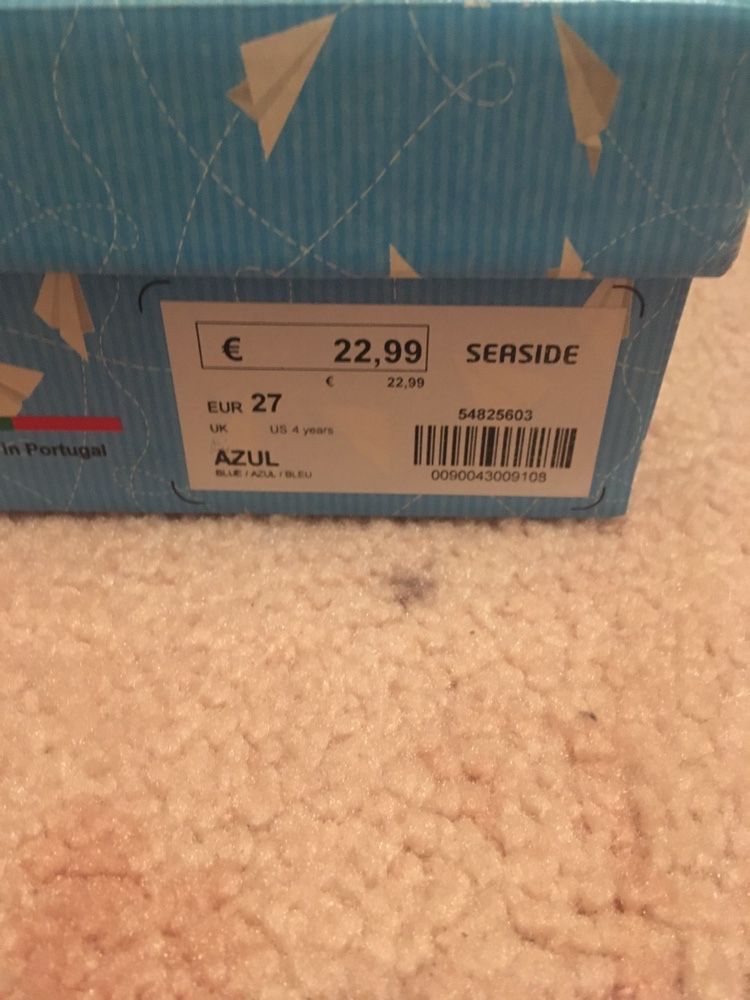 € 22,99
SEASIDE
€ 22,99
EUR 27
UK US 4 years
AZUL
BLUE / AZUL / BLEU
54825603
0090043009108
in Portugal